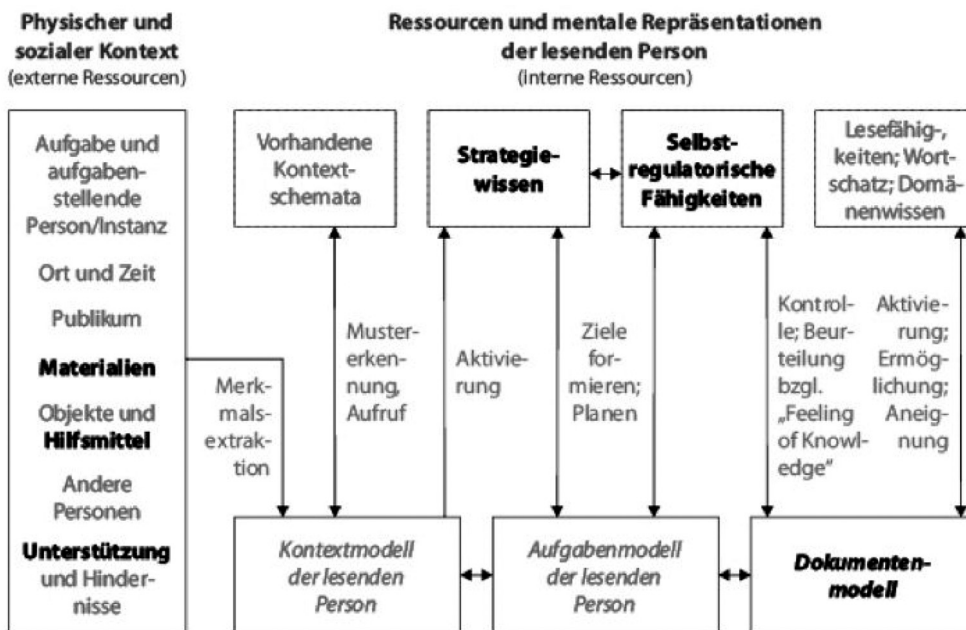 Physischer und
sozialer Kontext
(externe Ressourcen)
Ressourcen und mentale Repräsentationen
der lesenden Person
(interne Ressourcen)
Aufgabe und
aufgaben-
stellende
Person/Instanz
Ort und Zeit
Publikum
Materialien
Objekte und
Hilfsmittel
Andere
Personen
Unterstützung
und Hinder-
nisse
Vorhandene
Kontext-
schemata
Strategie-
wissen
Selbst-
regulatorische
Fähigkeiten
Lesefähig-,
keiten; Wort-
schatz; Domä-
nenwissen
Merk-
mals-
extrak-
tion
Muster-
erken-
nung,
Aufruf
Aktivie-
rung
Ziele
for-
mieren;
Planen
Kontrol-
le; Beur-
teilung
bzgl.
„Feeling
of Knowl-
edge"
Aktivie-
rung;
Ermög-
lichung;
Aneig-
nung
Kontextmodell
der lesenden
Person
Aufgabenmodell
der lesenden
Person
Dokumenten-
modell